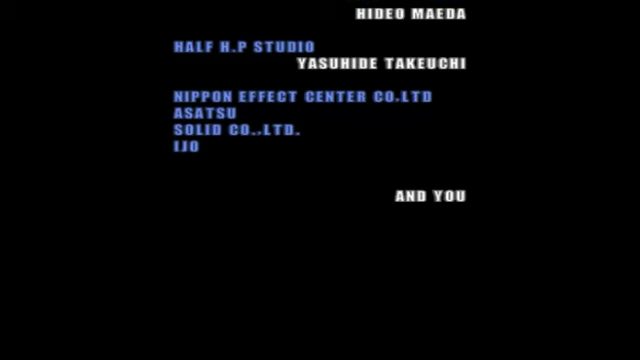 HIDEO MAEDA
HALF H.P STUDIO
YASUHIDE TAKEUCHI
NIPPON EFFECT CENTER CO.LTD
ASATSU
SOLID CO.,LTD.
IJO
AND YOU